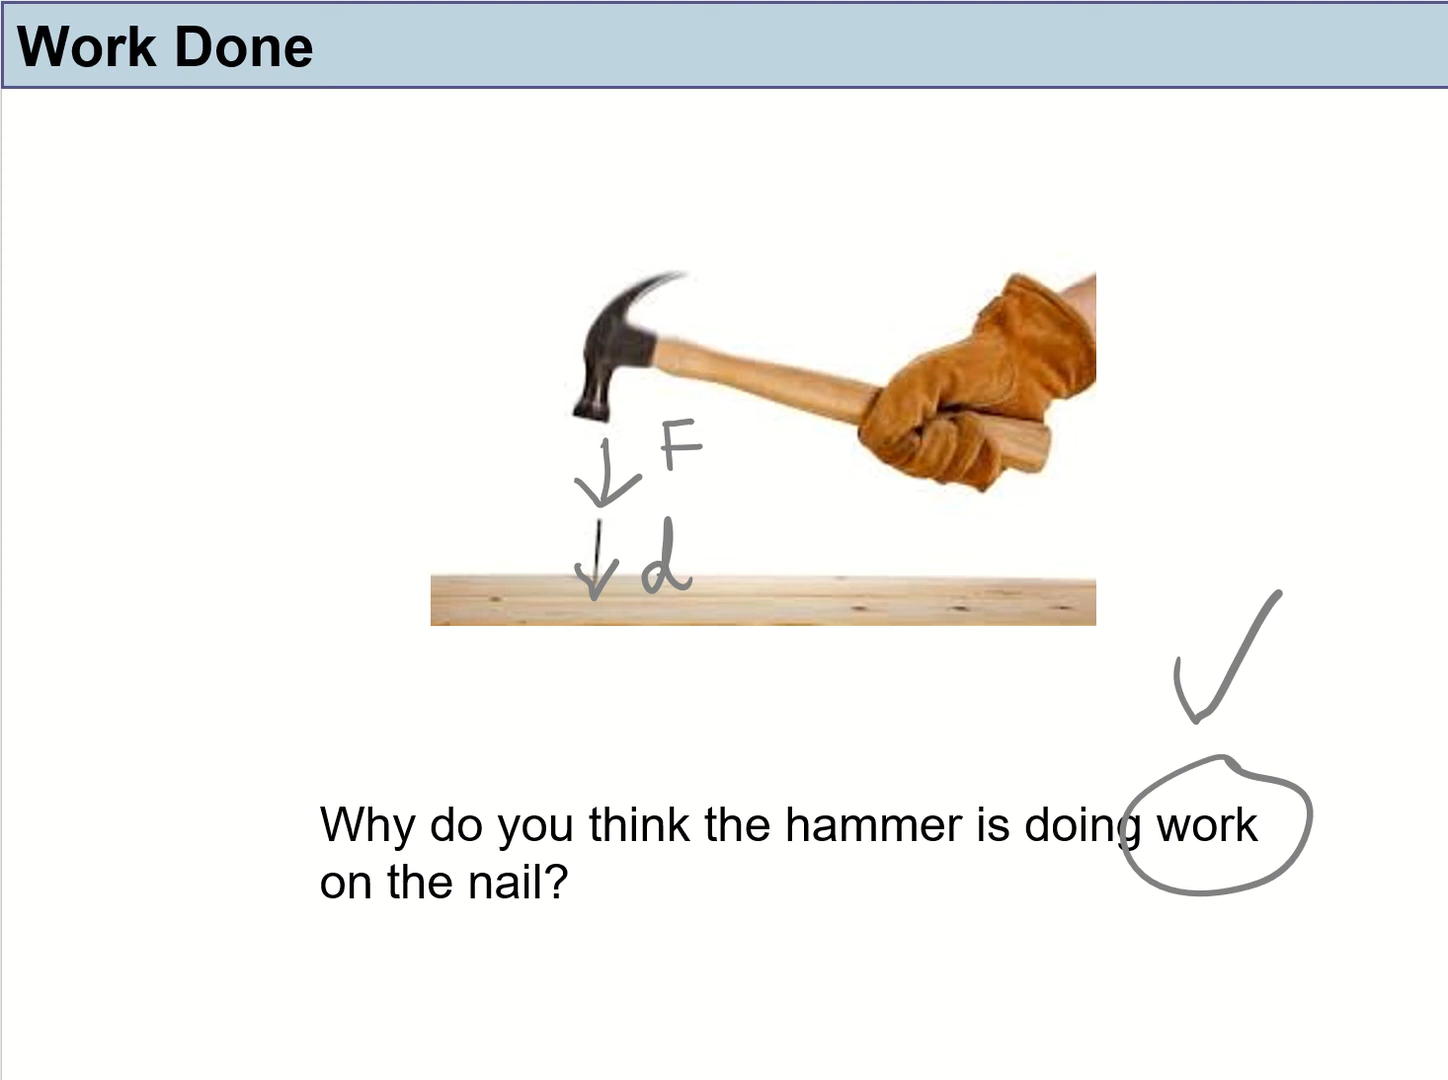 Work Done
F
d
Why do you think the hammer is doing work
on the nail?